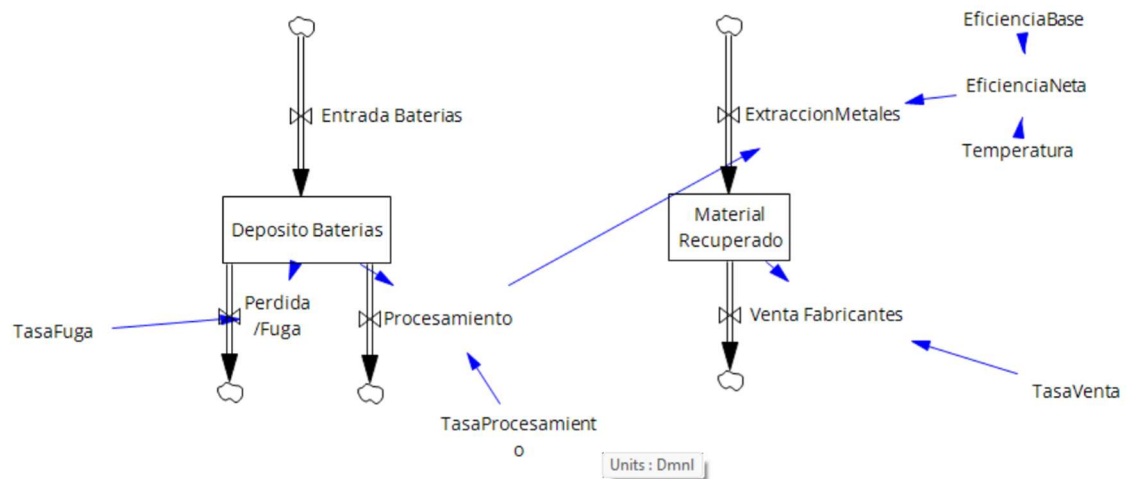 EficienciaBase
Entrada Baterias
ExtraccionMetales
EficienciaNeta
Temperatura
Deposito Baterias
Material
Recuperado
TasaFuga
Perdida
/Fuga
Procesamiento
Venta Fabricantes
TasaVenta
TasaProcesamient
o
Units : Dmnl